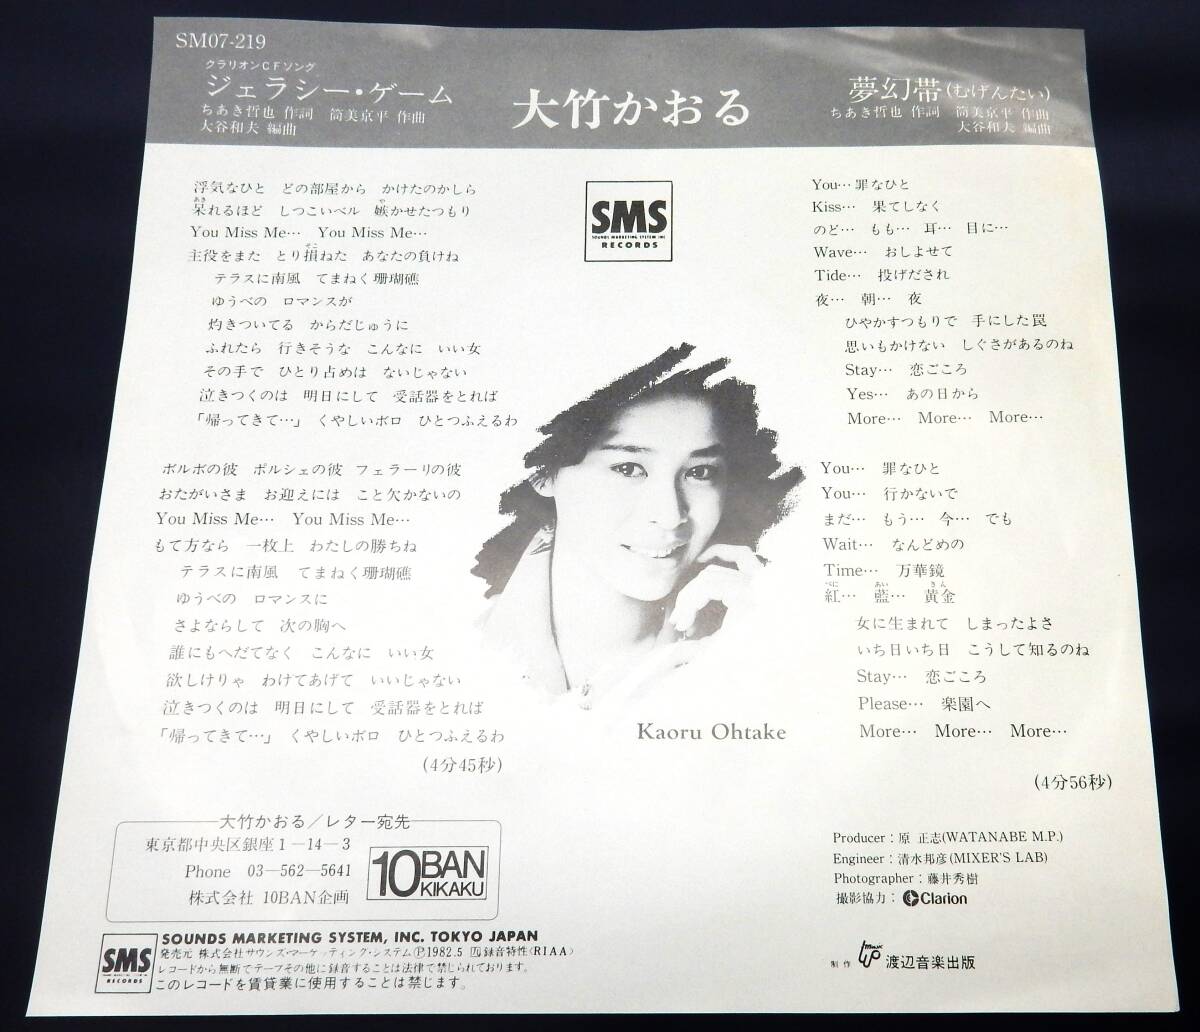 SM07-219
クラリオンCFソング
ジェラシー・ゲーム
ちあき哲也 作詞 筒美京平 作曲
大谷和夫 編曲
大竹かおる
夢幻帯(むげんたい)
ちあき哲也 作詞 筒美京平 作曲
大谷和夫 編曲
浮気なひと どの部屋から かけたのかしら
呆れるほど しつこいベル 嫉かせたつもり
You Miss Me… You Miss Me…
主役をまた とり損ねた あなたの負けね
テラスに南風 てまねく珊瑚礁
ゆうべの ロマンスが
灼きついてる からだじゅうに
ふれたら 行きそうな こんなに いい女
その手で ひとり占めは ないじゃない
泣きつくのは 明日にして 受話器をとれば
「帰ってきて…」 くやしいボロ ひとつふえるわ
ボルボの彼 ポルシェの彼 フェラーリの彼
おたがいさま お迎えには こと欠かないの
You Miss Me… You Miss Me…
もて方なら 一枚上 わたしの勝ちね
テラスに南風 てまねく珊瑚礁
ゆうべの ロマンスに
さよならして 次の胸へ
誰にもへだてなく こんなに いい女
欲しけりゃ わけてあげて いいじゃない
泣きつくのは 明日にして 受話器をとれば
「帰ってきて…」 くやしいボロ ひとつふえるわ
(4分45秒)
SMS
SOUNDS MARKETING SYSTEM INC
RECORDS
Kaoru Ohtake
You… 罪なひと
Kiss… 果てしなく
のど… もも… 耳… 目に…
Wave… おしよせて
Tide… 投げだされ
夜… 朝… 夜
ひやかすつもりで 手にした罠
思いもかけない しぐさがあるのね
Stay… 恋ごころ
Yes… あの日から
More… More… More…
You… 罪なひと
You… 行かないで
まだ… もう… 今… でも
Wait… なんどめの
Time… 万華鏡
紅… 藍… 黄金
女に生まれて しまったよさ
いち日いち日 こうして知るのね
Stay… 恋ごころ
Please… 楽園へ
More… More… More…
(4分56秒)
大竹かおる/レター宛先
東京都中央区銀座1-14-3
Phone 03-562-5641
株式会社 10BAN企画
10BAN
KIKAKU
Producer:原 正志(WATANABE M.P.)
Engineer:清水邦彦(MIXER'S LAB)
Photographer:藤井秀樹
撮影協力: Clarion
SMS
RECORDS
SOUNDS MARKETING SYSTEM, INC. TOKYO JAPAN
発売元 株式会社サウンズ・マーケッティング・システム Ⓟ1982.5 録音特性(RIAA)
レコードから無断でテープその他に録音することは法律で禁じられております。
このレコードを賃貸業に使用することは禁じます。
制作 渡辺音楽出版